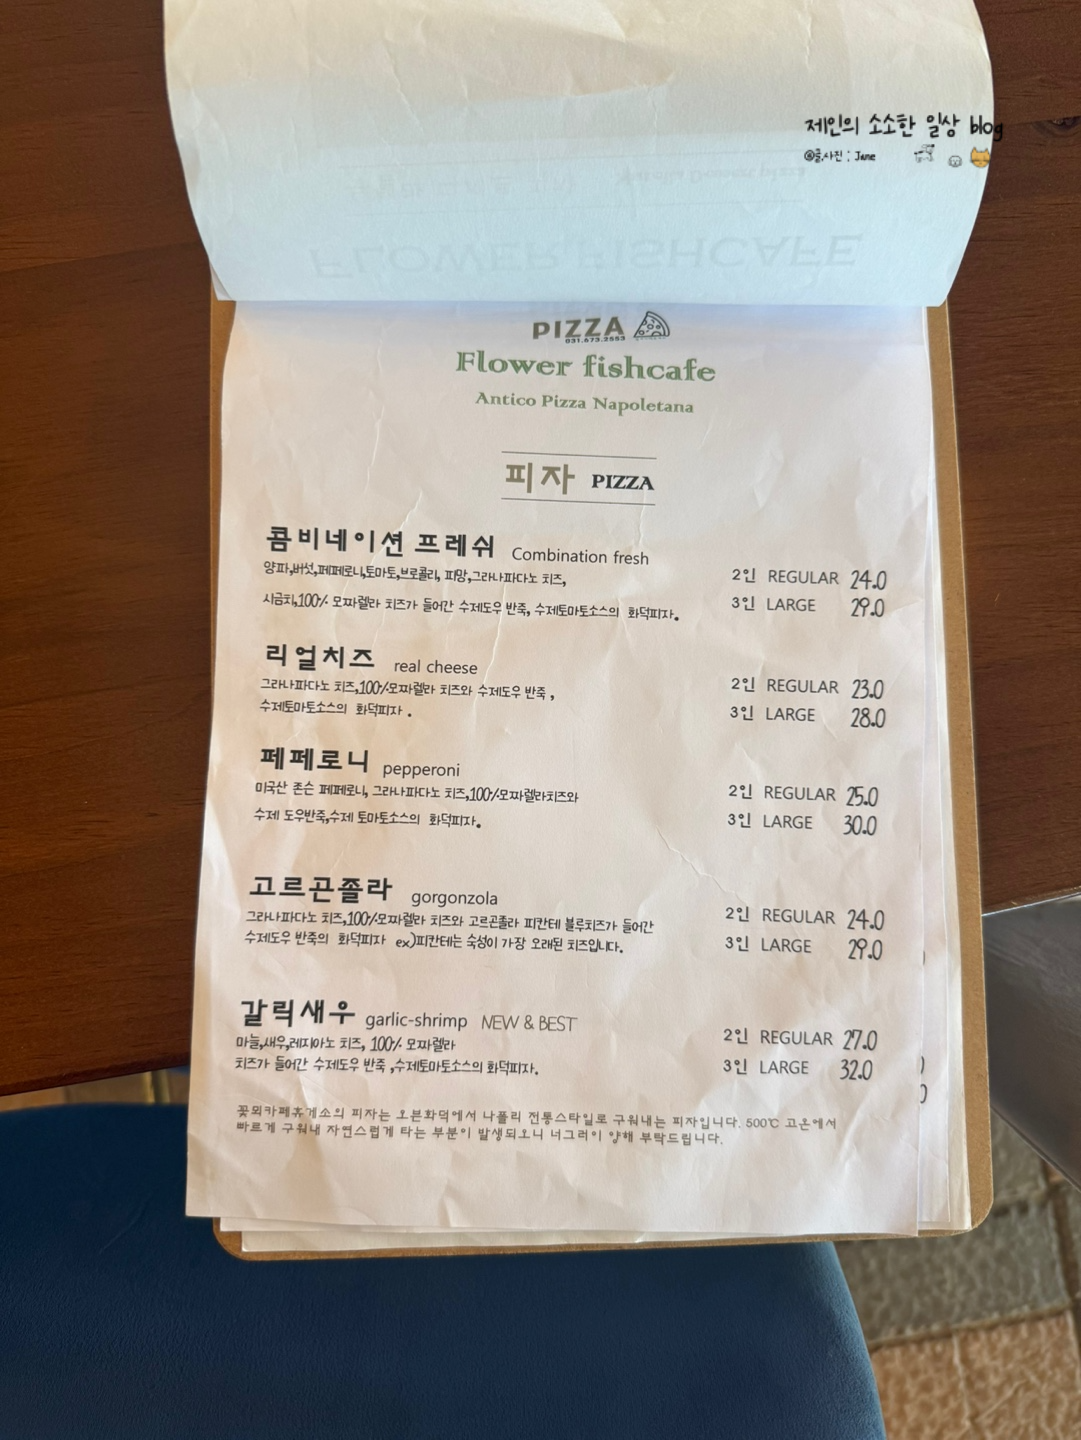 제인의 소소한 일상 blog
@글,사진 : Jane
FLOWER FISHCAFE
PIZZA
031.673.2553
Flower fishcafe
Antico Pizza Napoletana
피자 PIZZA
콤비네이션 프레쉬 Combination fresh
양파,버섯,페페로니,토마토,브로콜리, 피망,그라나파다노 치즈,
2인 REGULAR 24.0
시금치,100% 모짜렐라 치즈가 들어간 수제도우 반죽, 수제토마토소스의 화덕피자.
3인 LARGE 29.0
리얼치즈 real cheese
그라나파다노 치즈,100%모짜렐라 치즈와 수제도우 반죽 ,
2인 REGULAR 23.0
수제토마토소스의 화덕피자 .
3인 LARGE 28.0
페페로니 pepperoni
미국산 존슨 페페로니, 그라나파다노 치즈,100%모짜렐라치즈와
2인 REGULAR 25.0
수제 도우반죽,수제 토마토소스의 화덕피자.
3인 LARGE 30.0
고르곤졸라 gorgonzola
그라나파다노 치즈,100%모짜렐라 치즈와 고르곤졸라 피칸테 블루치즈가 들어간
2인 REGULAR 24.0
수제도우 반죽의 화덕피자 ex)피칸테는 숙성이 가장 오래된 치즈입니다.
3인 LARGE 29.0
갈릭새우 garlic-shrimp NEW & BEST
마늘,새우,레지아노 치즈, 100% 모짜렐라
2인 REGULAR 27.0
치즈가 들어간 수제도우 반죽 ,수제토마토소스의 화덕피자.
3인 LARGE 32.0
꽃뫼카페휴게소의 피자는 오븐화덕에서 나폴리 전통스타일로 구워내는 피자입니다. 500℃ 고온에서
빠르게 구워내 자연스럽게 타는 부분이 발생되오니 너그러이 양해 부탁드립니다.